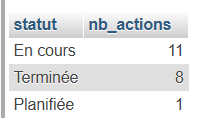 statut nb_actions
En cours 11
Terminée 8
Planifiée 1